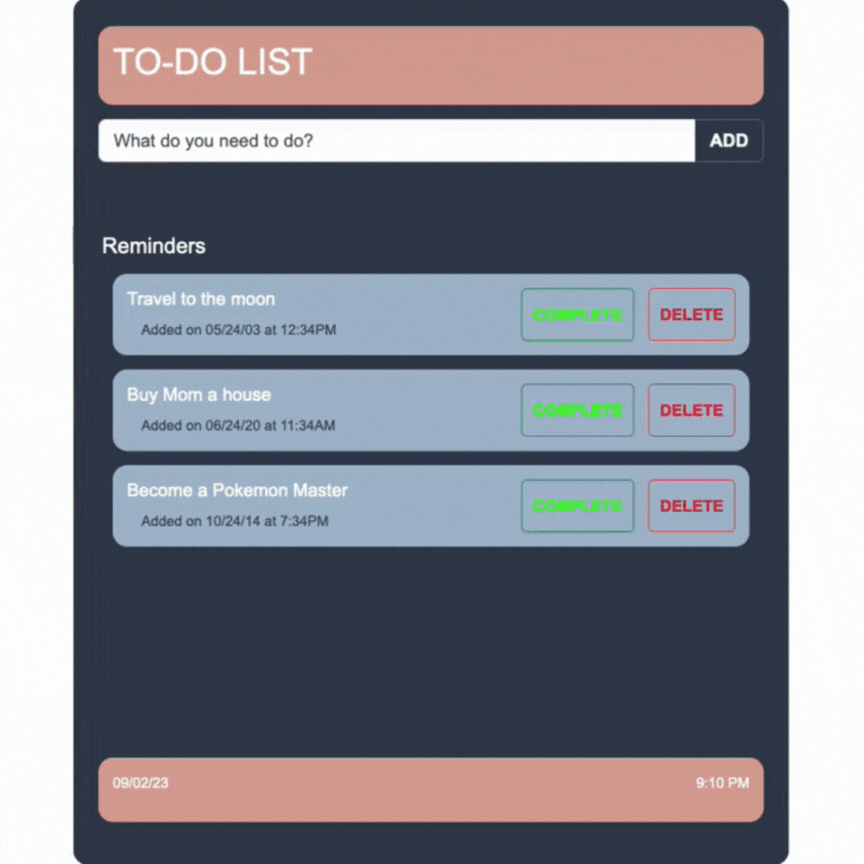 TO-DO LIST
What do you need to do?
ADD
Reminders
Travel to the moon
Added on 05/24/03 at 12:34PM
COMPLETE
DELETE
Buy Mom a house
Added on 06/24/20 at 11:34AM
COMPLETE
DELETE
Become a Pokemon Master
Added on 10/24/14 at 7:34PM
COMPLETE
DELETE
09/02/23
9:10 PM